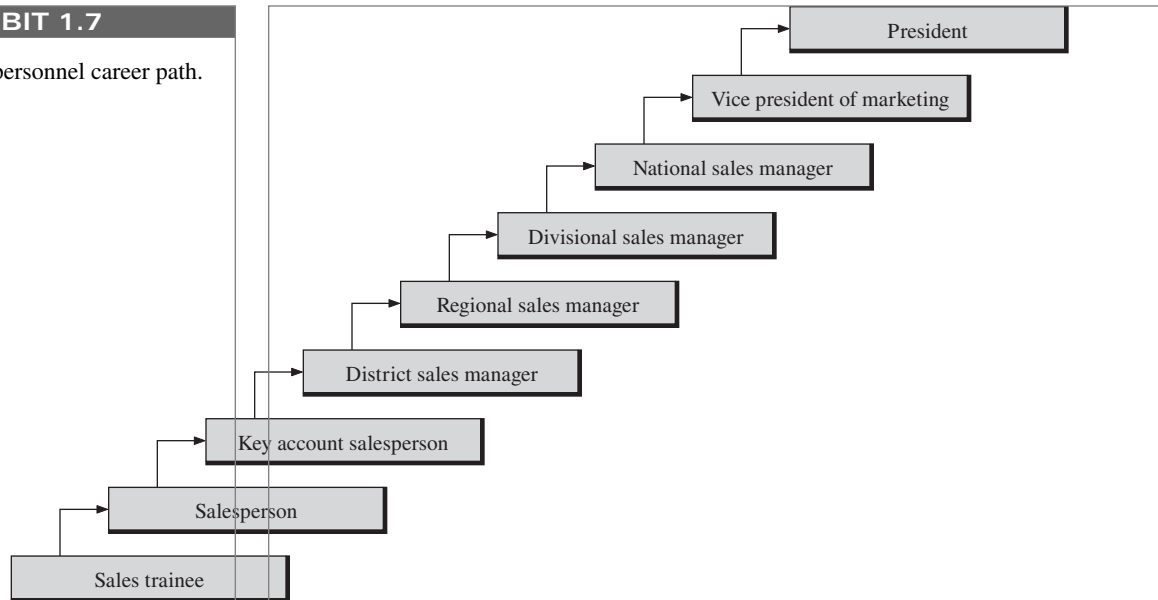 BIT 1.7
personnel career path.
President
Vice president of marketing
National sales manager
Divisional sales manager
Regional sales manager
District sales manager
Key account salesperson
Salesperson
Sales trainee